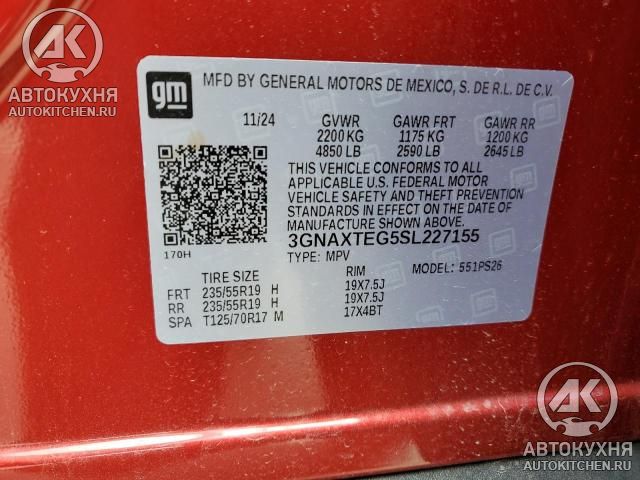 AK
АВТОКУХНЯ
AUTOKITCHEN.RU
gm
MFD BY GENERAL MOTORS DE MEXICO, S. DE R.L. DE C.V.
11/24 GVWR GAWR FRT GAWR RR
2200 KG 1175 KG 1200 KG
4850 LB 2590 LB 2645 LB
THIS VEHICLE CONFORMS TO ALL
APPLICABLE U.S. FEDERAL MOTOR
VEHICLE SAFETY AND THEFT PREVENTION
STANDARDS IN EFFECT ON THE DATE OF
MANUFACTURE SHOWN ABOVE.
3GNAXTEG5SL227155
170H
TYPE: MPV MODEL: 551PS26
TIRE SIZE RIM
FRT 235/55R19 H 19X7.5J
RR 235/55R19 H 19X7.5J
SPA T125/70R17 M 17X4BT
AK
АВТОКУХНЯ
AUTOKITCHEN.RU